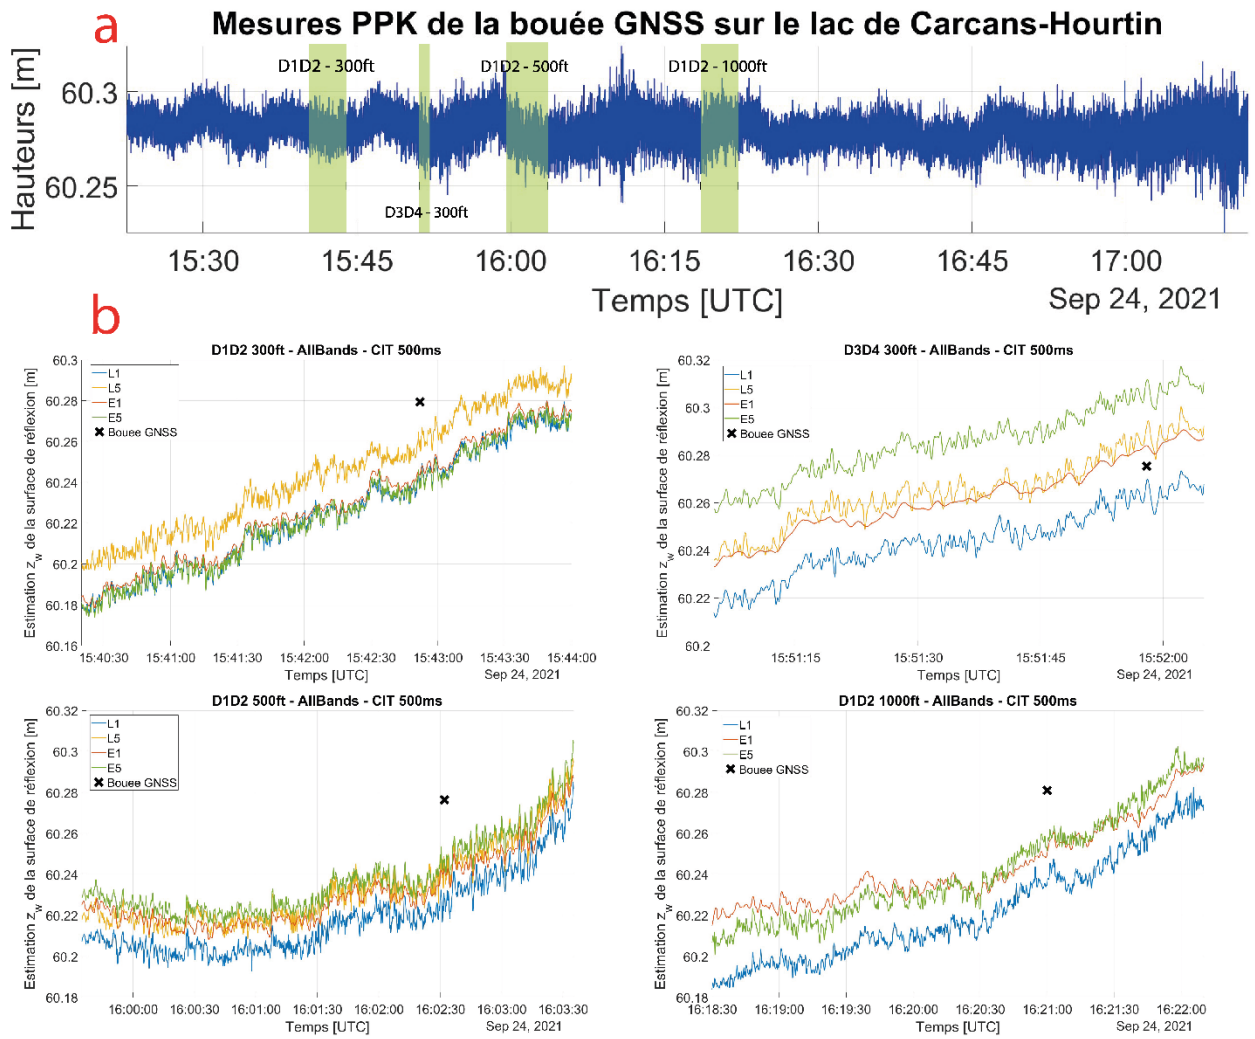 a
Mesures PPK de la bouée GNSS sur le lac de Carcans-Hourtin
Hauteurs [m]
60.3
60.25
D1D2 - 300ft
D3D4 - 300ft
D1D2 - 500ft
D1D2 - 1000ft
15:30 15:45 16:00 16:15 16:30 16:45 17:00
Temps [UTC]
Sep 24, 2021
b
D1D2 300ft - AllBands - CIT 500ms
Estimation zw de la surface de réflexion [m]
60.3
60.28
60.26
60.24
60.22
60.2
60.18
60.16
L1
L5
E1
E5
Bouee GNSS
15:40:30 15:41:00 15:41:30 15:42:00 15:42:30 15:43:00 15:43:30 15:44:00
Temps [UTC]
Sep 24, 2021
D3D4 300ft - AllBands - CIT 500ms
Estimation zw de la surface de réflexion [m]
60.32
60.3
60.28
60.26
60.24
60.22
60.2
L1
L5
E1
E5
Bouee GNSS
15:51:15 15:51:30 15:51:45 15:52:00
Temps [UTC]
Sep 24, 2021
D1D2 500ft - AllBands - CIT 500ms
Estimation zw de la surface de réflexion [m]
60.32
60.3
60.28
60.26
60.24
60.22
60.2
60.18
L1
L5
E1
E5
Bouee GNSS
16:00:00 16:00:30 16:01:00 16:01:30 16:02:00 16:02:30 16:03:00 16:03:30
Temps [UTC]
Sep 24, 2021
D1D2 1000ft - AllBands - CIT 500ms
Estimation zw de la surface de réflexion [m]
60.32
60.3
60.28
60.26
60.24
60.22
60.2
60.18
L1
E1
E5
Bouee GNSS
16:18:30 16:19:00 16:19:30 16:20:00 16:20:30 16:21:00 16:21:30 16:22:00
Temps [UTC]
Sep 24, 2021